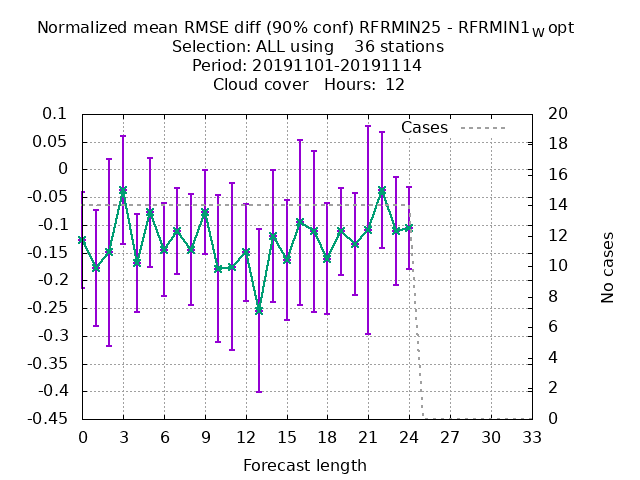 Normalized mean RMSE diff (90% conf) RFRMIN25 - RFRMIN1wopt
Selection: ALL using 36 stations
Period: 20191101-20191114
Cloud cover Hours: 12
Cases
0.1
0.05
0
-0.05
-0.1
-0.15
-0.2
-0.25
-0.3
-0.35
-0.4
-0.45
20
18
16
14
12
10
8
6
4
2
0
No cases
0 3 6 9 12 15 18 21 24 27 30 33
Forecast length